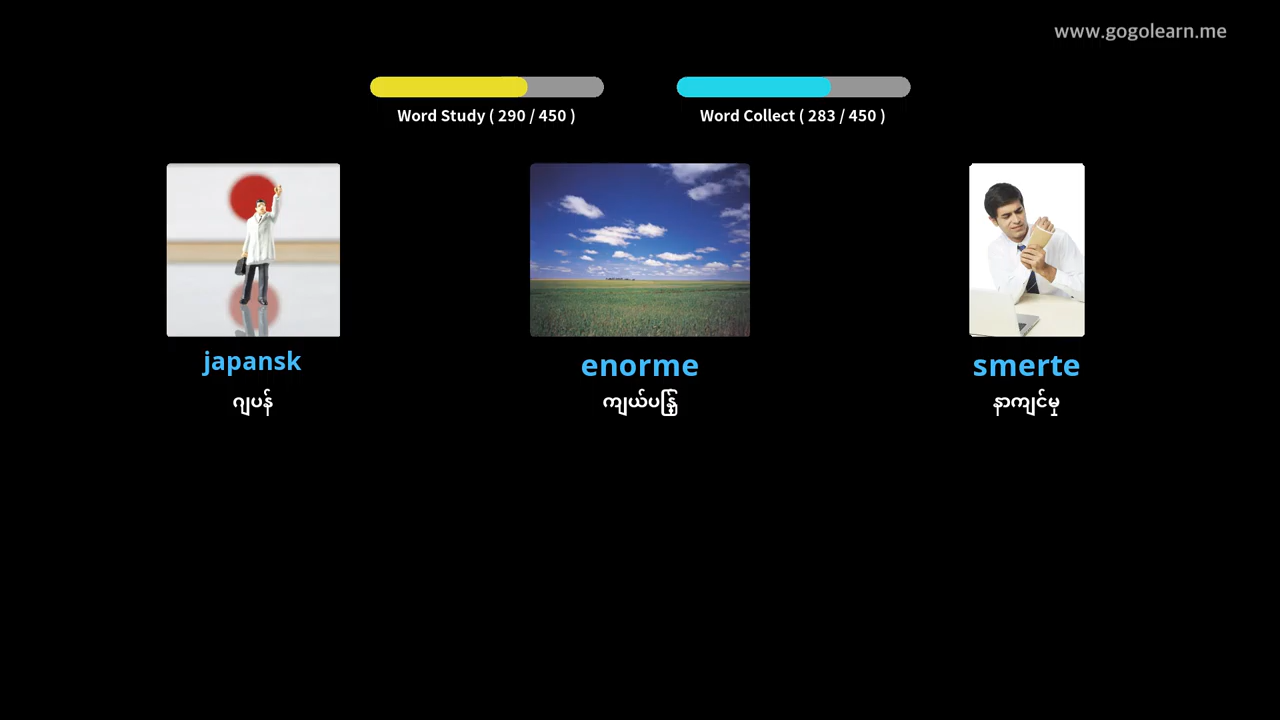 www.gogolearn.me
Word Study ( 290 / 450 )
Word Collect ( 283 / 450 )
japansk
enorme
smerte
ဂျပန်
ကျယ်ပြန့်
နာကျင်မှု